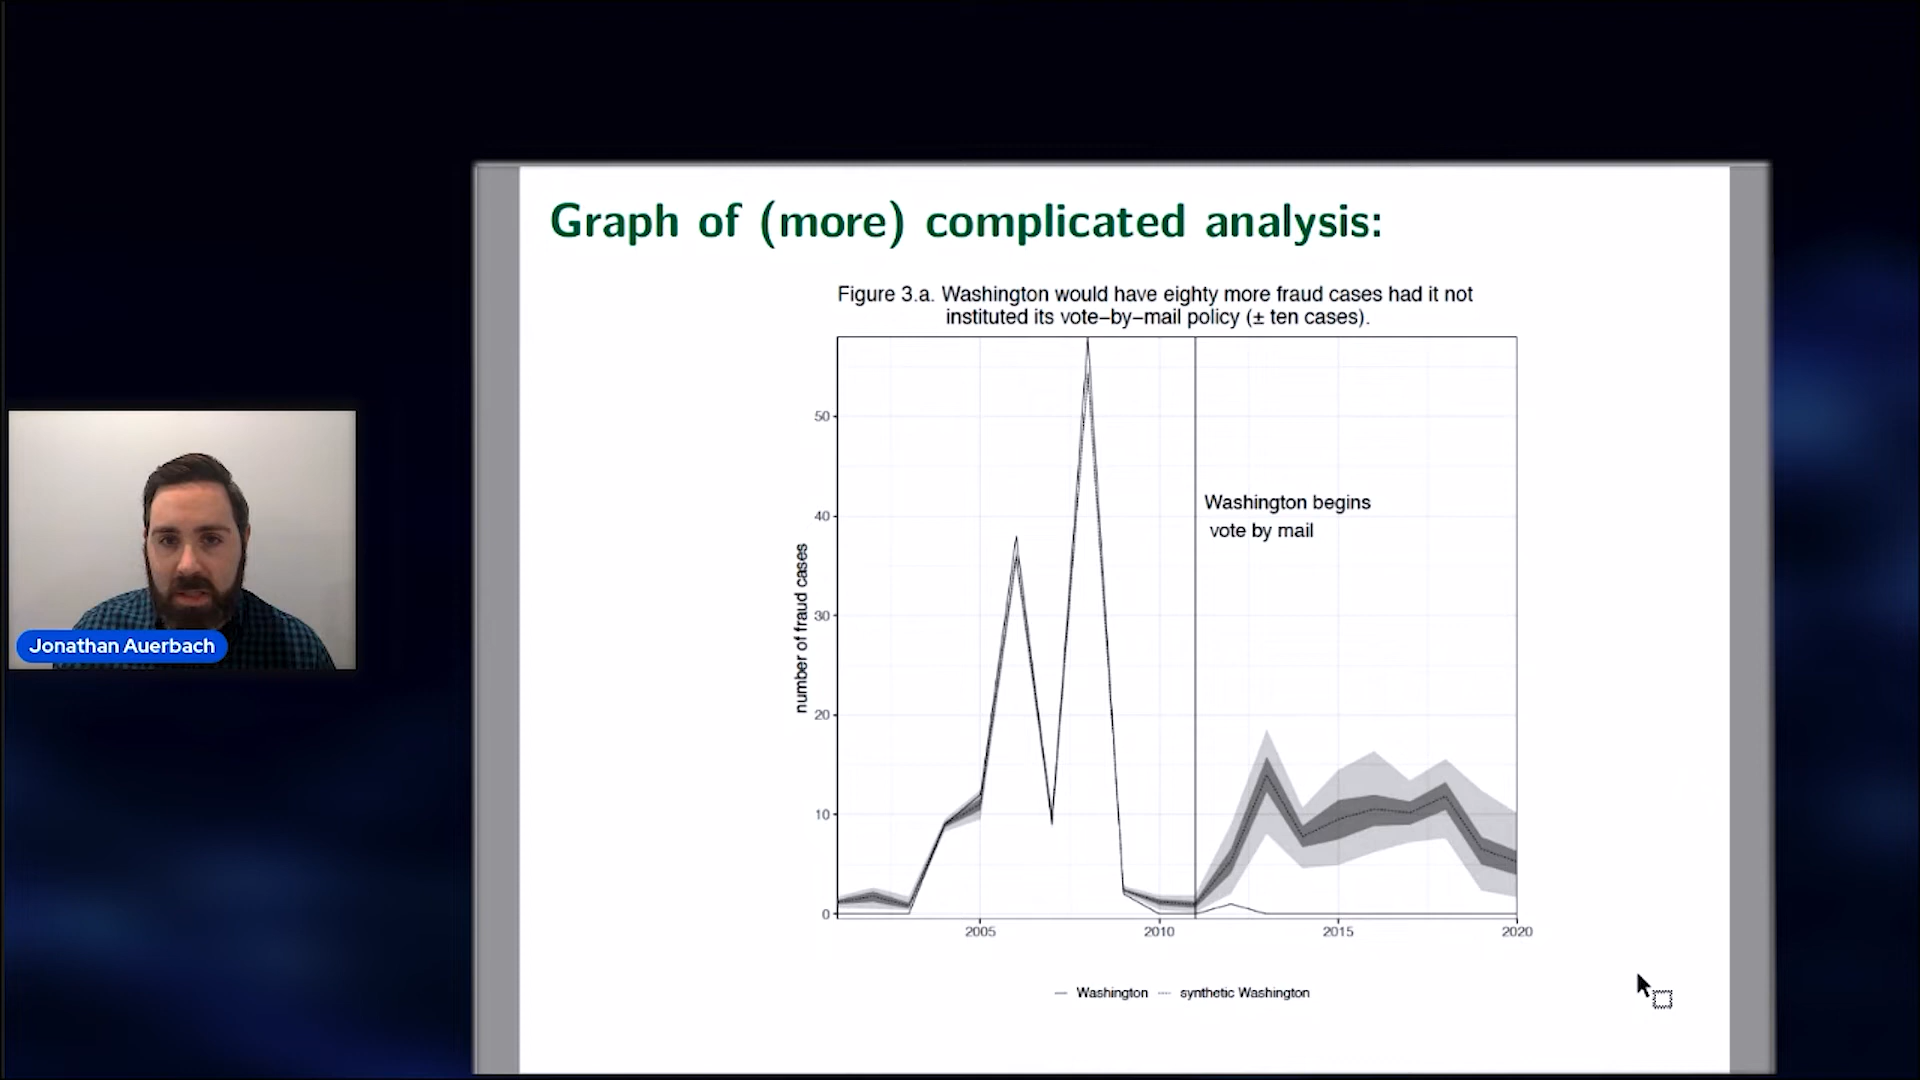 Graph of (more) complicated analysis:
Figure 3.a. Washington would have eighty more fraud cases had it not
instituted its vote−by−mail policy (± ten cases).
50
40
30
20
10
0
number of fraud cases
Washington begins
vote by mail
2005
2010
2015
2020
Washington
synthetic Washington
Jonathan Auerbach